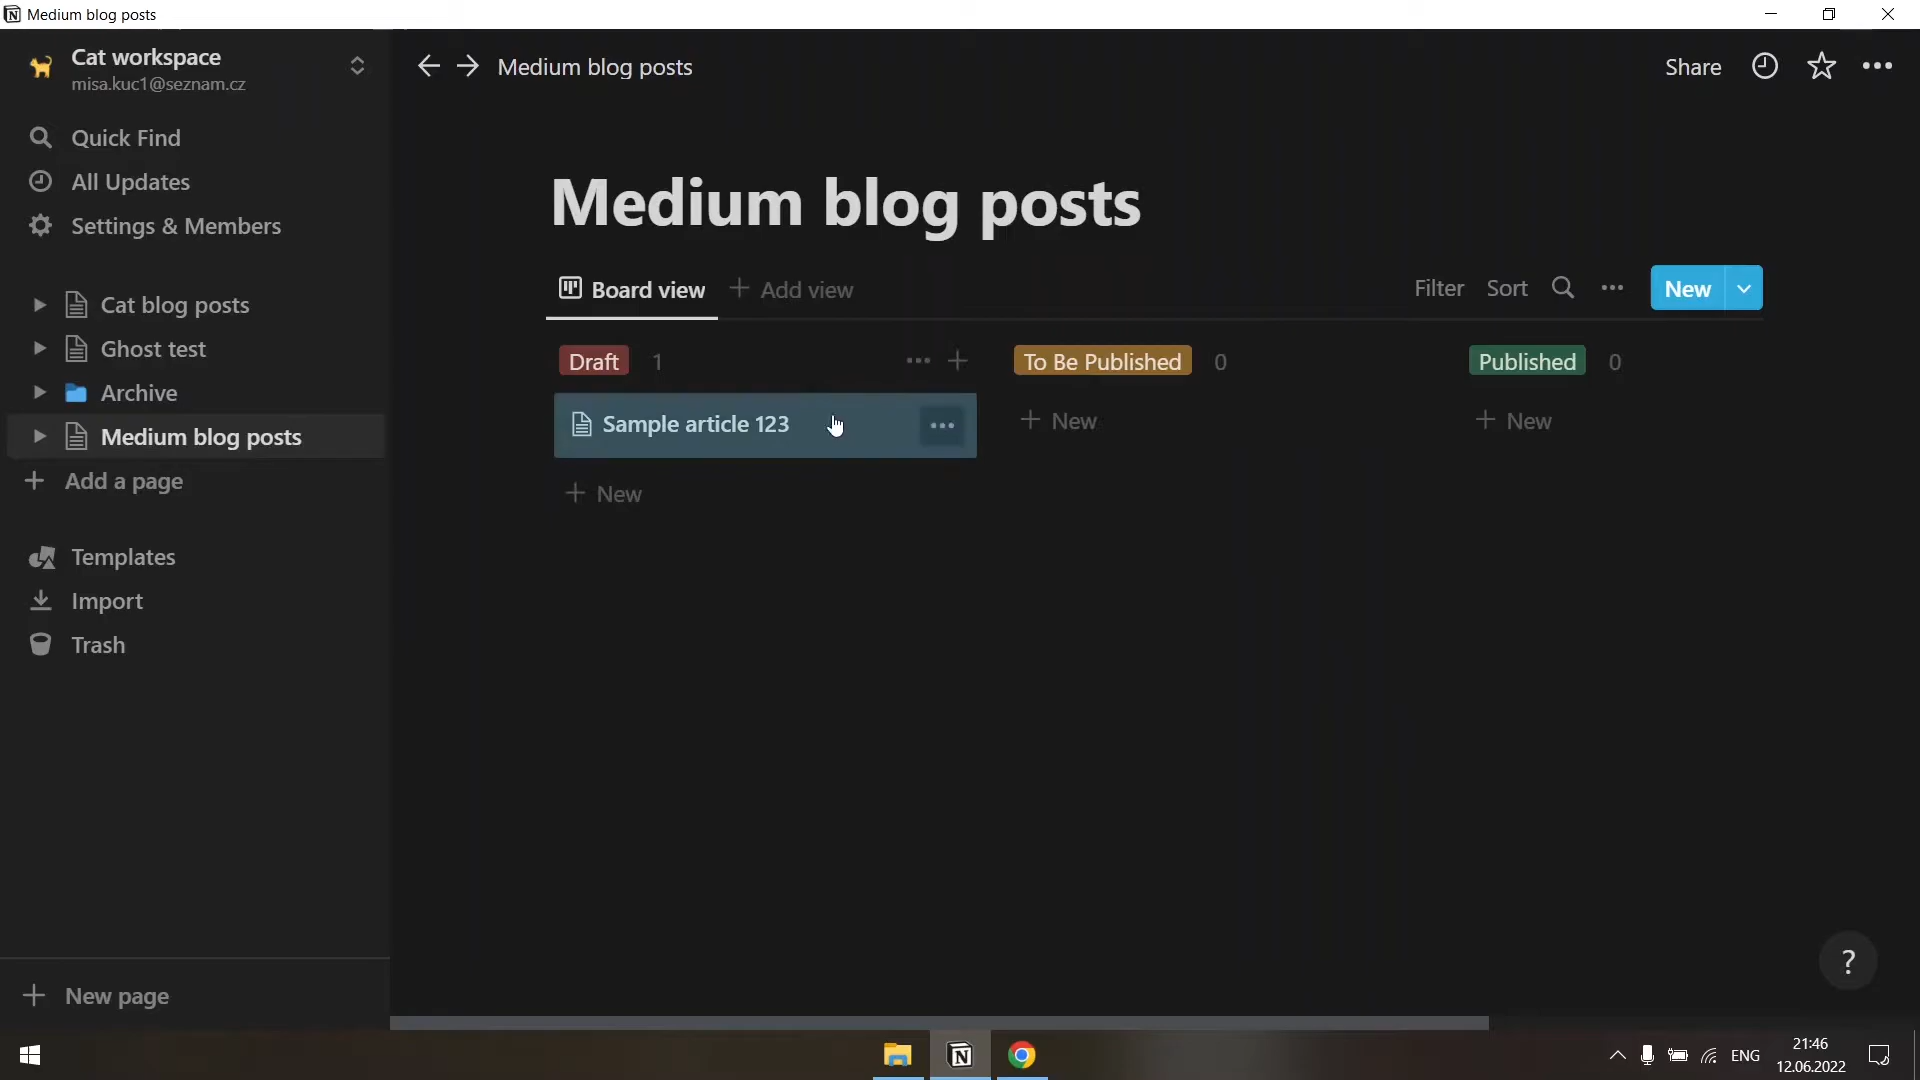 Medium blog posts
Cat workspace
misa.kuc1@seznam.cz
Quick Find
All Updates
Settings & Members
Cat blog posts
Ghost test
Archive
Medium blog posts
Add a page
Templates
Import
Trash
New page
Medium blog posts
Share
Medium blog posts
Board view
Add view
Filter
Sort
New
Draft 1
To Be Published 0
Published 0
Sample article 123
New
New
New
?
ENG
21:46
12.06.2022